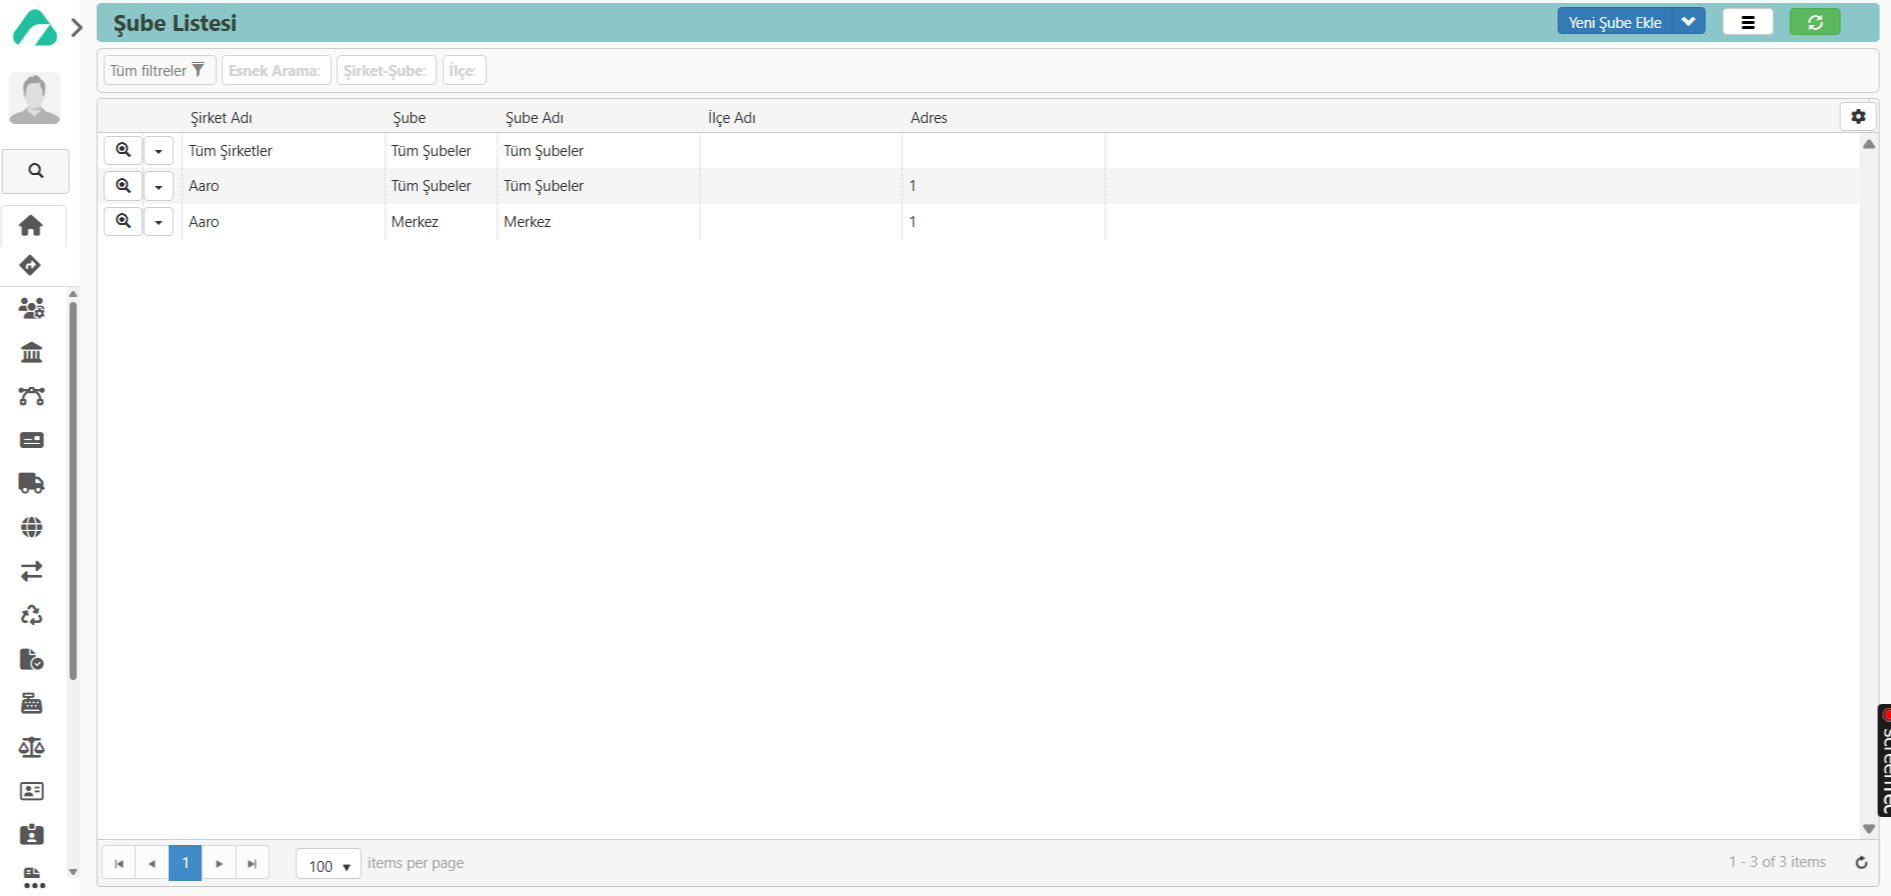 Şube Listesi
Yeni Şube Ekle
Tüm filtreler
Esnek Arama:
Şirket-Şube:
İlçe:
Şirket Adı Şube Şube Adı İlçe Adı Adres
Tüm Şirketler Tüm Şubeler Tüm Şubeler
Aaro Tüm Şubeler Tüm Şubeler 1
Aaro Merkez Merkez 1
1 100 items per page 1 - 3 of 3 items